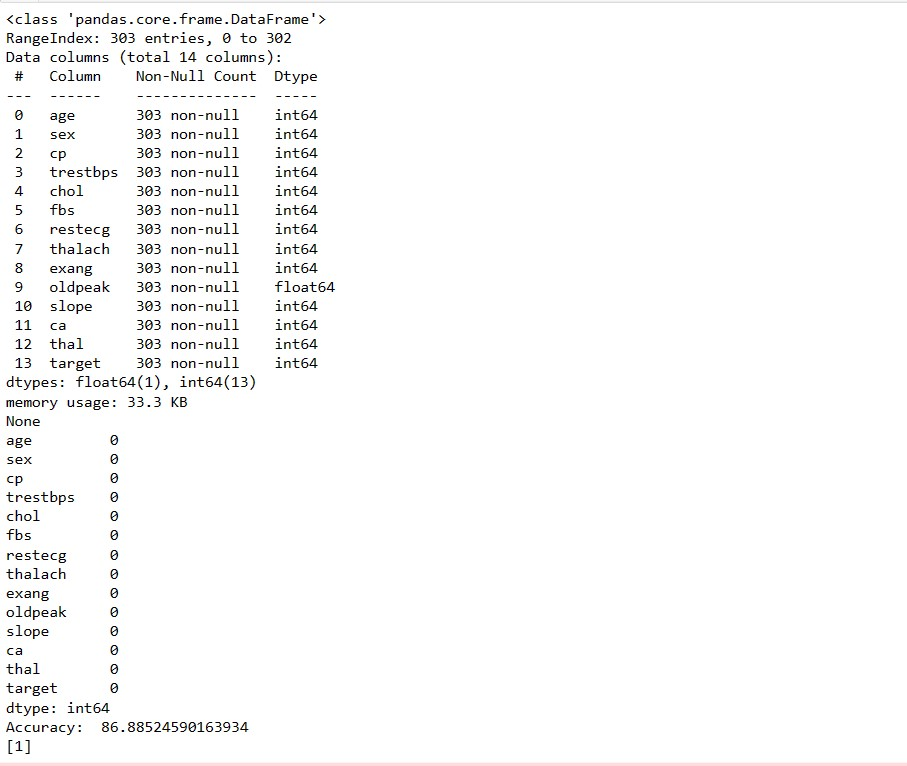 <class 'pandas.core.frame.DataFrame'>
RangeIndex: 303 entries, 0 to 302
Data columns (total 14 columns):
 #   Column    Non-Null Count  Dtype
---  ------    --------------  -----
 0   age       303 non-null    int64
 1   sex       303 non-null    int64
 2   cp        303 non-null    int64
 3   trestbps  303 non-null    int64
 4   chol      303 non-null    int64
 5   fbs       303 non-null    int64
 6   restecg   303 non-null    int64
 7   thalach   303 non-null    int64
 8   exang     303 non-null    int64
 9   oldpeak   303 non-null    float64
 10  slope     303 non-null    int64
 11  ca        303 non-null    int64
 12  thal      303 non-null    int64
 13  target    303 non-null    int64
dtypes: float64(1), int64(13)
memory usage: 33.3 KB
None
age         0
sex         0
cp          0
trestbps    0
chol        0
fbs         0
restecg     0
thalach     0
exang       0
oldpeak     0
slope       0
ca          0
thal        0
target      0
dtype: int64
Accuracy:  86.88524590163934
[1]